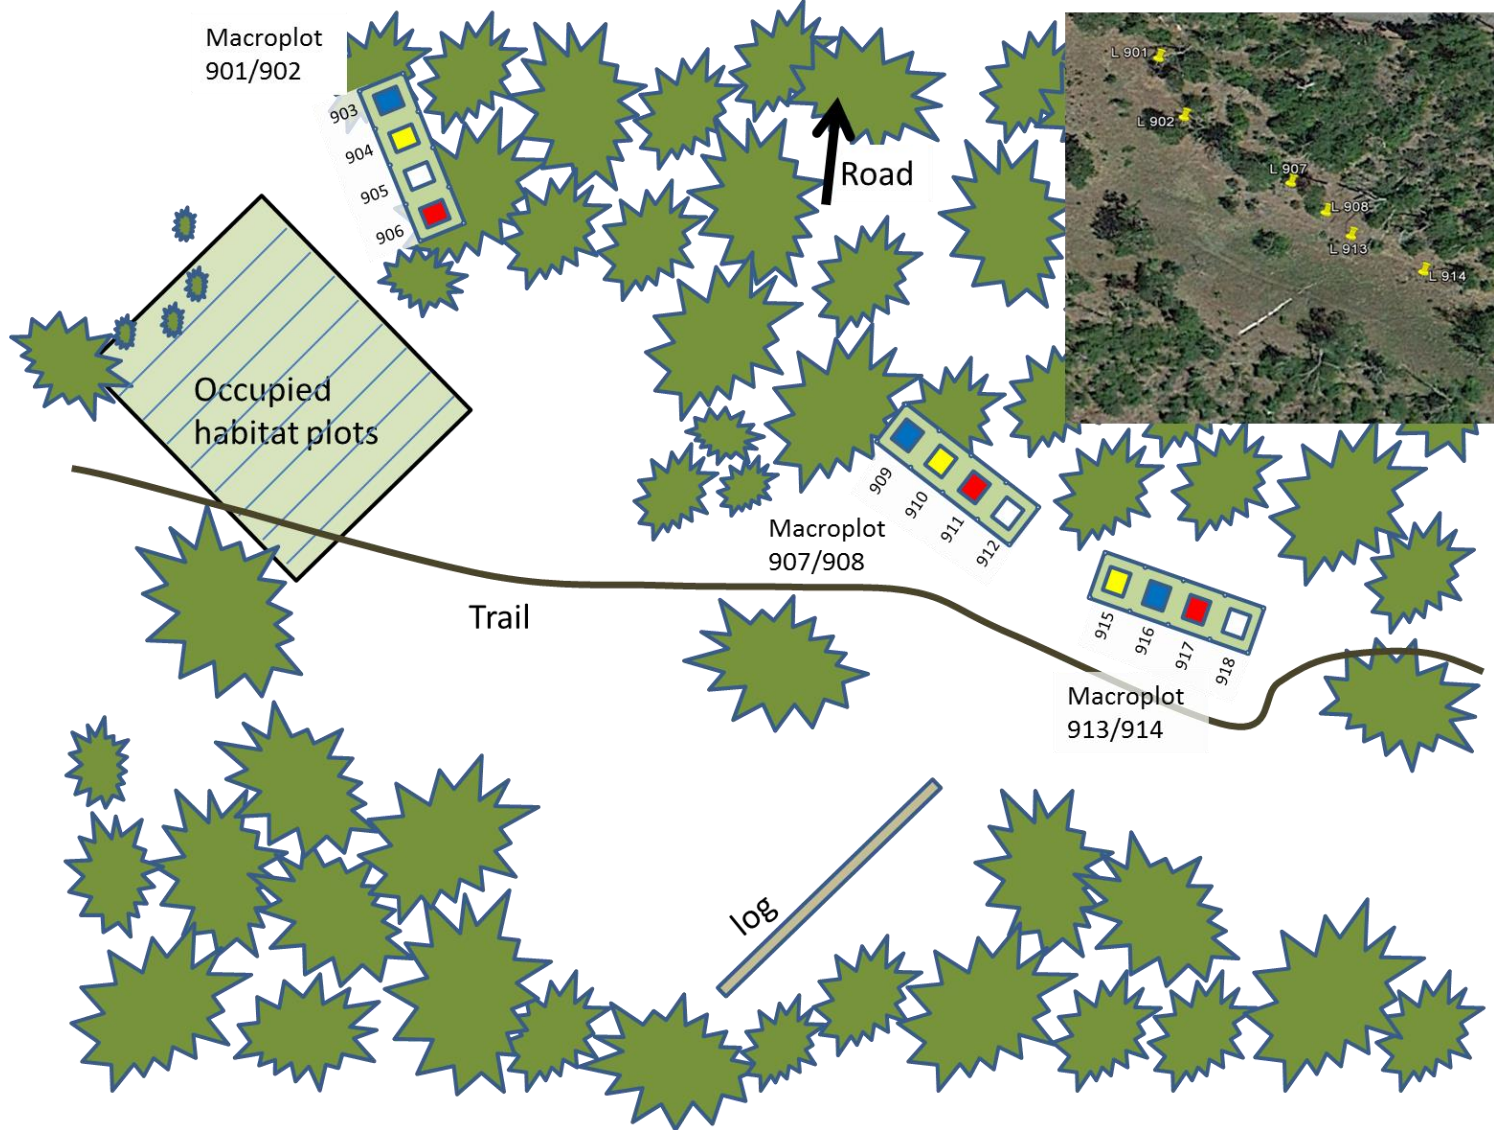 Macroplot
901/902
903
904
905
906
Road
L 901
L 902
L 907
L 908
L 913
L 914
Occupied
habitat plots
909
910
911
912
Macroplot
907/908
Trail
915
916
917
918
Macroplot
913/914
log